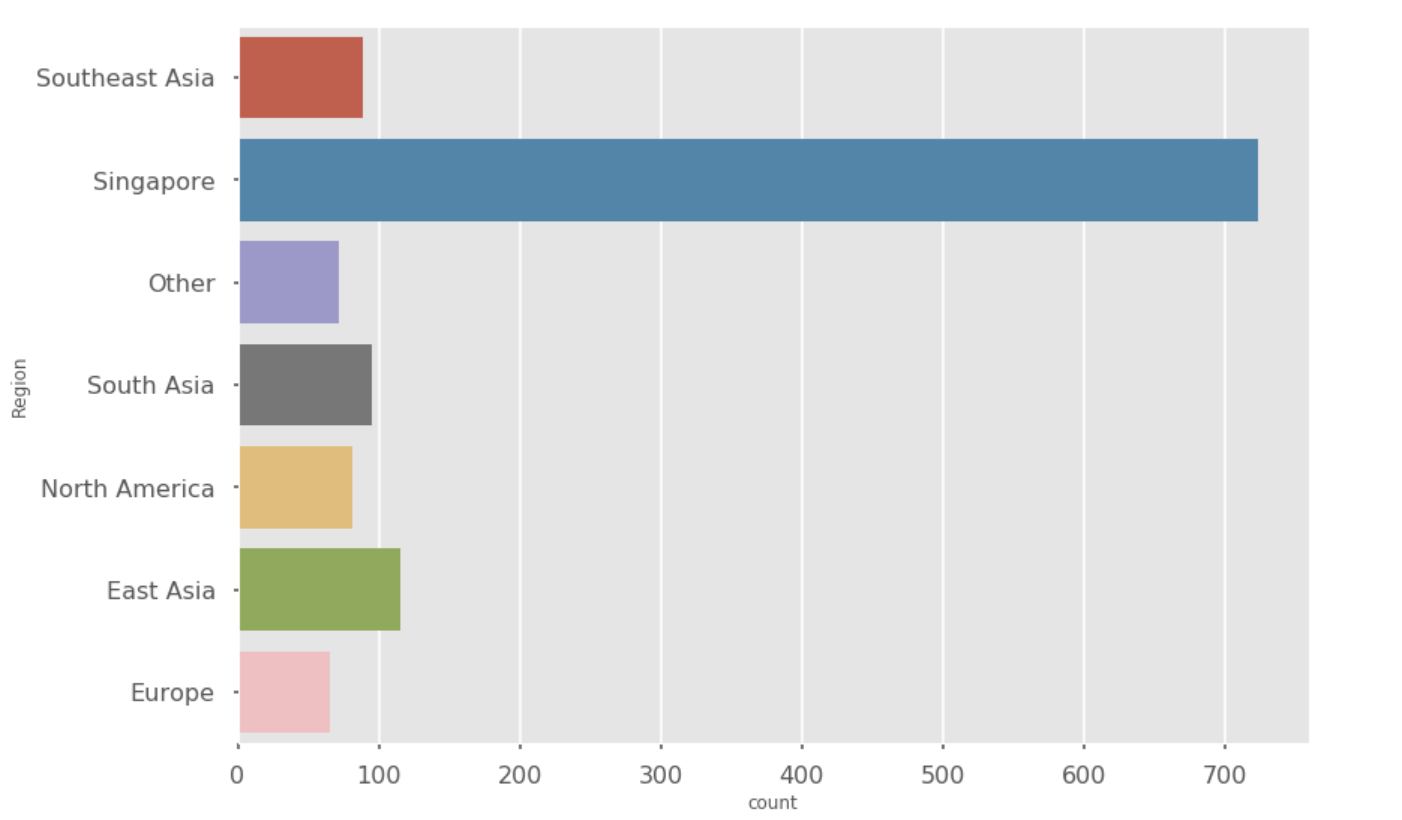 Southeast Asia
Singapore
Other
South Asia
North America
East Asia
Europe
Region
0 100 200 300 400 500 600 700
count